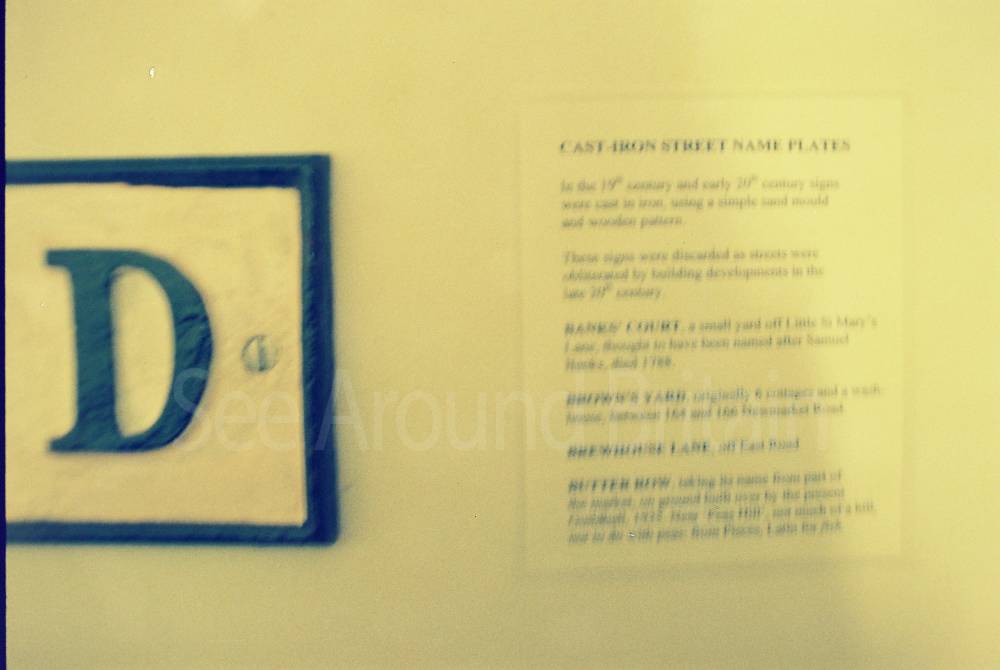 D
CAST-IRON STREET NAME PLATES
In the 19th century and early 20th century signs
were cast in iron, using a simple sand mould
and wooden pattern.
These signs were discarded as streets were
obliterated by building developments in the
late 20th century.
BANKS' COURT, a small yard off Little St Mary's
Lane, thought to have been named after Samuel
Banks, died 1788.
BROWN'S YARD, originally 6 cottages and a wash-
house, between 164 and 166 Newmarket Road
BREWHOUSE LANE, off East Road
BUTTER ROW, taking its name from part of
the market, on ground built over by the present
Guildhall, 1937. Near 'Peas Hill', not much of a hill,
nor to do with peas: from Pisces, Latin for fish.
See Around Britain